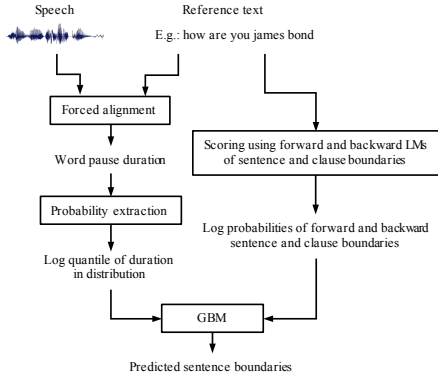 Speech
Reference text
E.g.: how are you james bond
Forced alignment
Scoring using forward and backward LMs
of sentence and clause boundaries
Word pause duration
Probability extraction
Log probabilities of forward and backward
sentence and clause boundaries
Log quantile of duration
in distribution
GBM
Predicted sentence boundaries